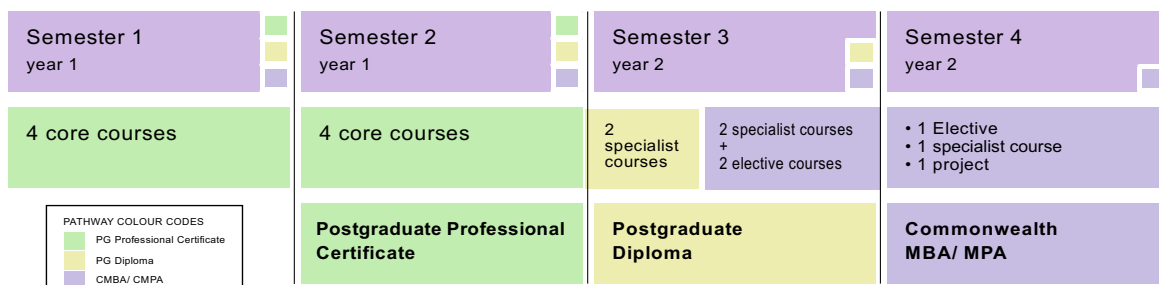 Semester 1
year 1
Semester 2
year 1
Semester 3
year 2
Semester 4
year 2
4 core courses
4 core courses
2
specialist
courses
2 specialist courses
+
2 elective courses
• 1 Elective
• 1 specialist course
• 1 project
PATHWAY COLOUR CODES
PG Professional Certificate
PG Diploma
CMBA/ CMPA
Postgraduate Professional
Certificate
Postgraduate
Diploma
Commonwealth
MBA/ MPA